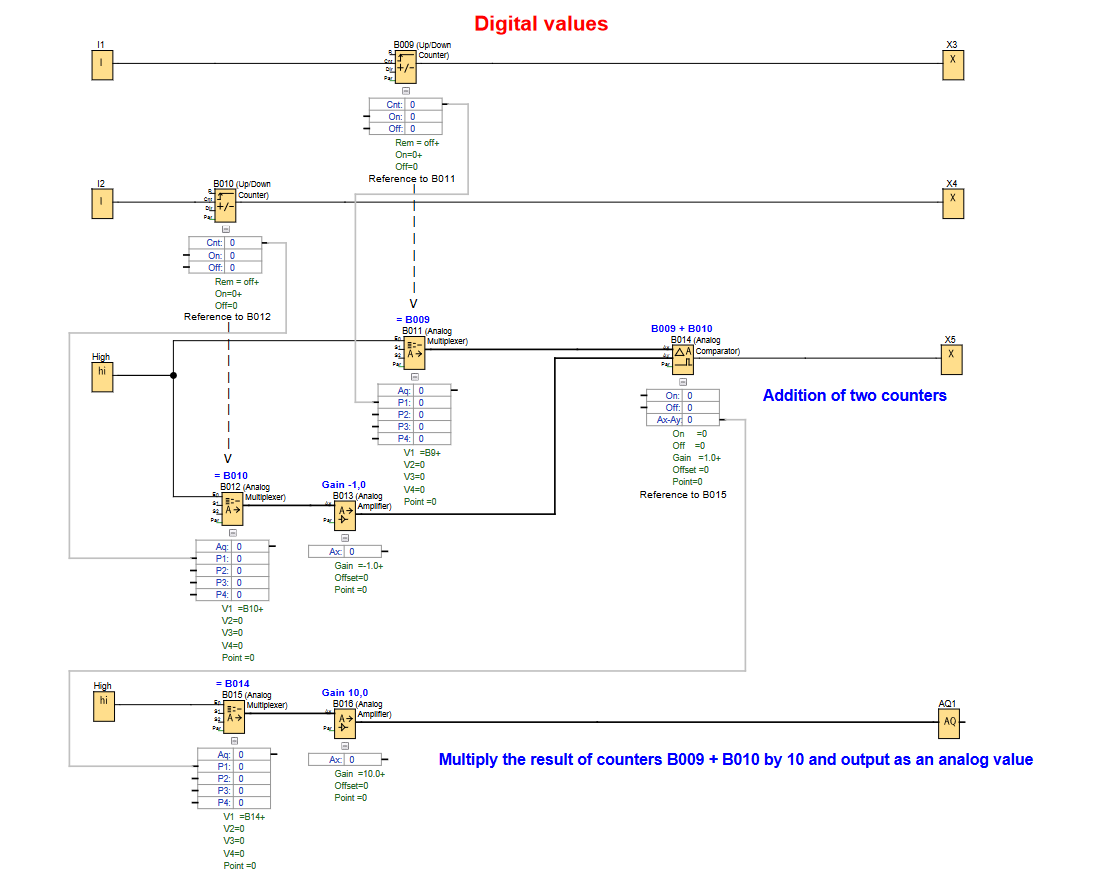 Digital values
I1
I
B009 (Up/Down
Counter)
R
Cnt
Dir
Par
+/-
X3
X
Cnt: 0
On: 0
Off: 0
Rem = off+
On=0+
Off=0
Reference to B011
I2
I
B010 (Up/Down
Counter)
R
Cnt
Dir
Par
+/-
X4
X
Cnt: 0
On: 0
Off: 0
Rem = off+
On=0+
Off=0
Reference to B012
V
= B009
B011 (Analog
Multiplexer)
En
S1
S2
Par
A→
B009 + B010
B014 (Analog
Comparator)
Ax
Ay
Par
A
X5
X
High
hi
Aq: 0
P1: 0
P2: 0
P3: 0
P4: 0
V1 =B9+
V2=0
V3=0
V4=0
Point =0
On: 0
Off: 0
Ax-Ay: 0
On =0
Off =0
Gain =1.0+
Offset =0
Point=0
Reference to B015
Addition of two counters
V
= B010
B012 (Analog
Multiplexer)
En
S1
S2
Par
A→
Gain -1,0
B013 (Analog
Amplifier)
Ax
Par
A→
Aq: 0
P1: 0
P2: 0
P3: 0
P4: 0
V1 =B10+
V2=0
V3=0
V4=0
Point =0
Ax: 0
Gain =-1.0+
Offset=0
Point =0
High
hi
= B014
B015 (Analog
Multiplexer)
En
S1
S2
Par
A→
Gain 10,0
B016 (Analog
Amplifier)
Ax
Par
A→
AQ1
AQ
Aq: 0
P1: 0
P2: 0
P3: 0
P4: 0
V1 =B14+
V2=0
V3=0
V4=0
Point =0
Ax: 0
Gain =10.0+
Offset=0
Point =0
Multiply the result of counters B009 + B010 by 10 and output as an analog value